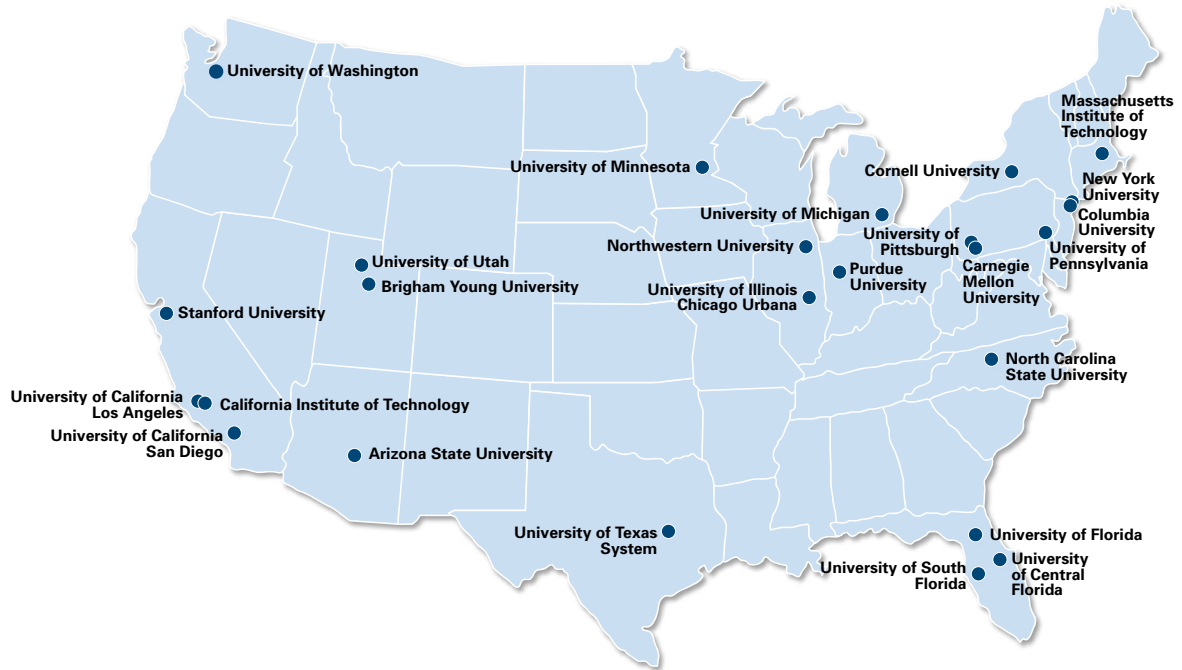 University of Washington
Massachusetts
Institute of
Technology
University of Minnesota
Cornell University
New York
University
University of Michigan
Columbia
University
University of
Pittsburgh
Northwestern University
University of
Pennsylvania
University of Utah
Purdue
University
Carnegie
Mellon
University
Brigham Young University
University of Illinois
Chicago Urbana
Stanford University
North Carolina
State University
University of California
Los Angeles
California Institute of Technology
University of California
San Diego
Arizona State University
University of Texas
System
University of Florida
University
of Central
Florida
University of South
Florida